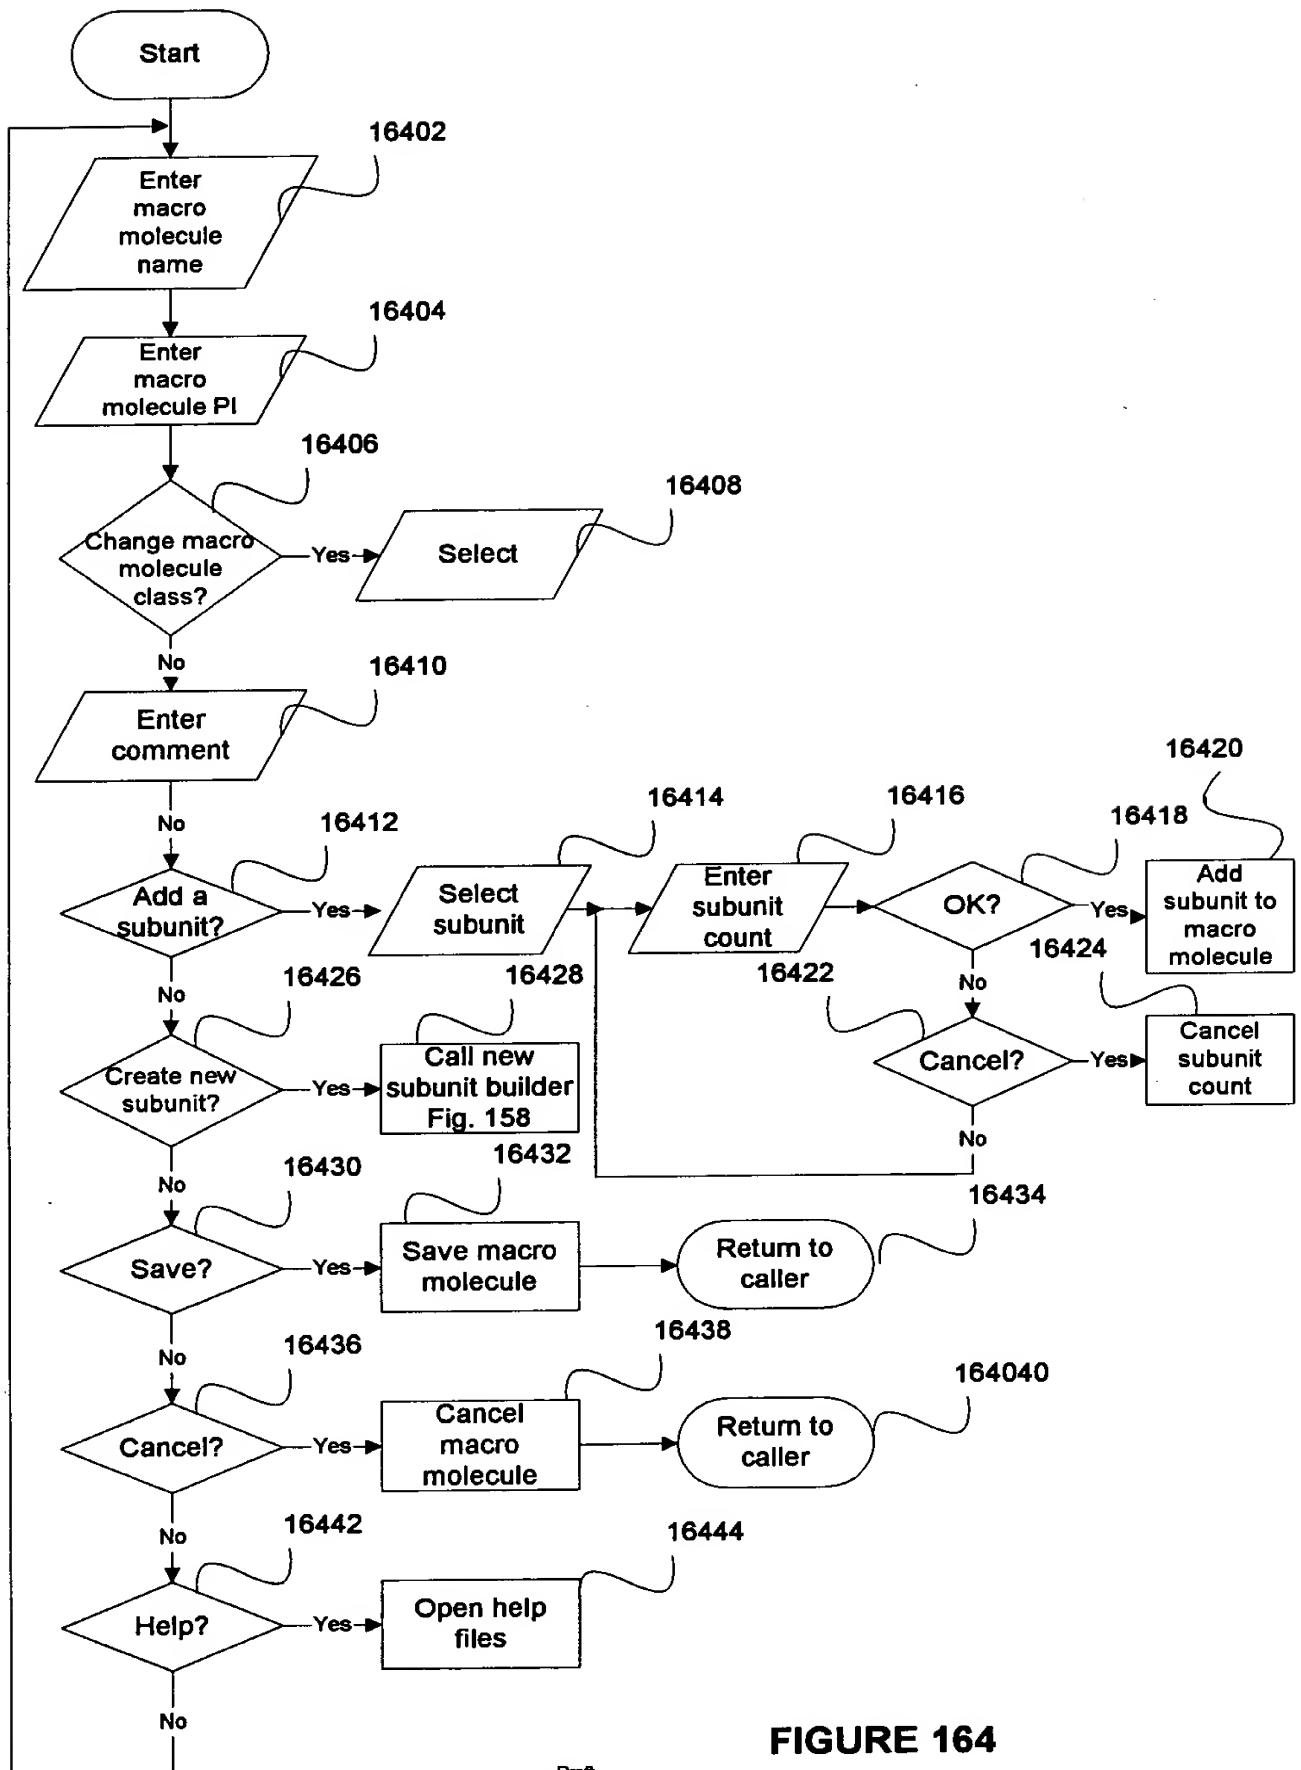 Start
16402
Enter
macro
molecule
name
16404
Enter
macro
molecule PI
16406
Change macro
molecule
class?
Yes
16408
Select
No
16410
Enter
comment
No
16412
Add a
subunit?
Yes
16414
Select
subunit
16416
Enter
subunit
count
16418
OK?
Yes
16420
Add
subunit to
macro
molecule
No
16422
Cancel?
Yes
16424
Cancel
subunit
count
No
No
16426
Create new
subunit?
Yes
16428
Call new
subunit builder
Fig. 158
No
16430
Save?
Yes
16432
Save macro
molecule
16434
Return to
caller
No
16436
Cancel?
Yes
16438
Cancel
macro
molecule
164040
Return to
caller
No
16442
Help?
Yes
16444
Open help
files
No
FIGURE 164